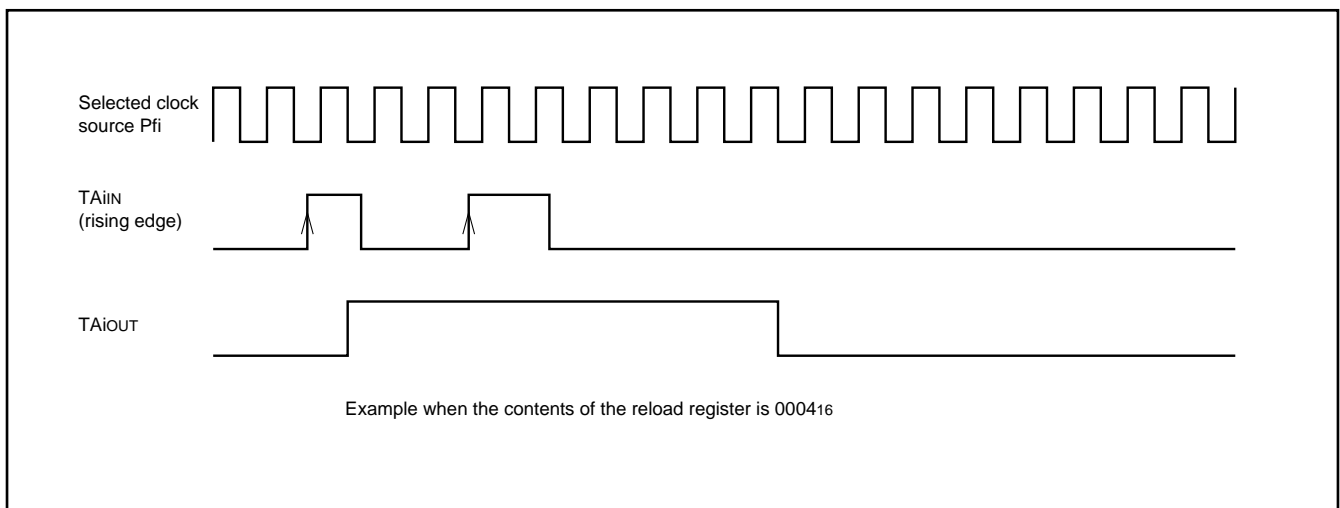 Selected clock
source Pfi
TAiIN
(rising edge)
TAiOUT
Example when the contents of the reload register is 000416